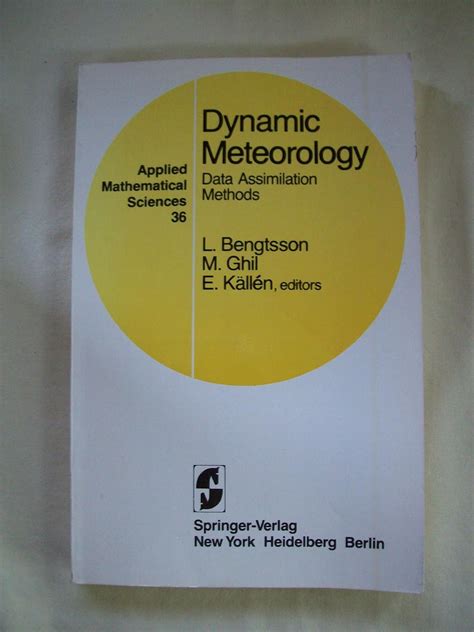 Applied
Mathematical
Sciences
36
Dynamic
Meteorology
Data Assimilation
Methods
L. Bengtsson
M. Ghil
E. Källén, editors
Springer-Verlag
New York Heidelberg Berlin